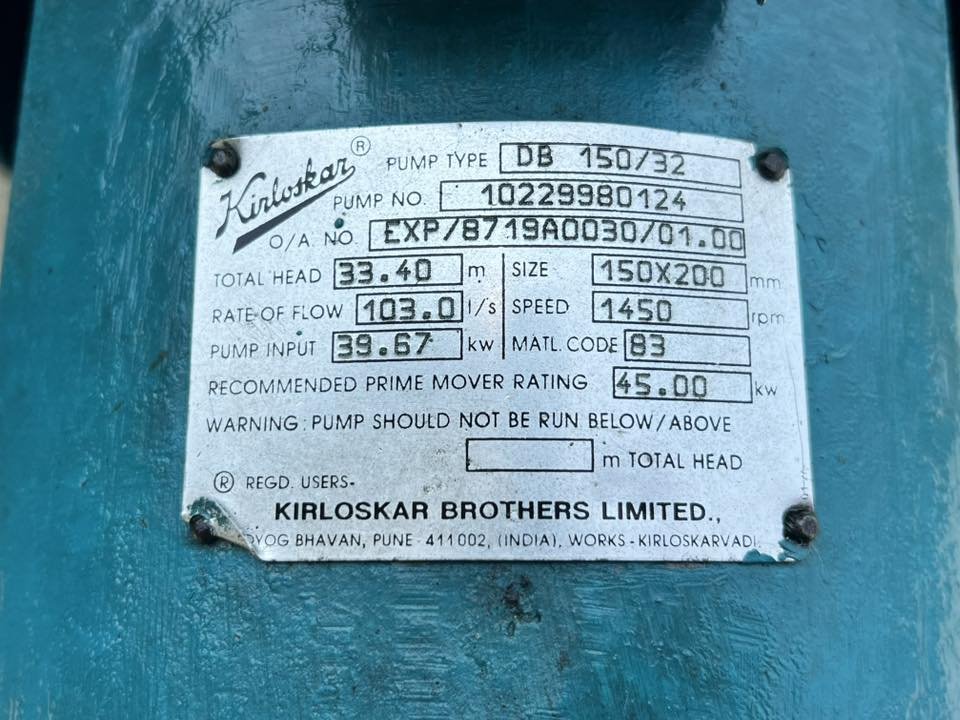 Kirloskar ®
PUMP TYPE DB 150/32
PUMP NO. 10229980124
O/A. NO. EXP/8719A0030/01.00
TOTAL HEAD 33.40 m SIZE 150X200 mm
RATE OF FLOW 103.0 l/s SPEED 1450 rpm
PUMP INPUT 39.67 kw MATL. CODE 83
RECOMMENDED PRIME MOVER RATING 45.00 kw
WARNING: PUMP SHOULD NOT BE RUN BELOW/ABOVE
m TOTAL HEAD
® REGD. USERS-
KIRLOSKAR BROTHERS LIMITED.,
BHAVAN, PUNE 411002, (INDIA), WORKS - KIRLOSKARVADI